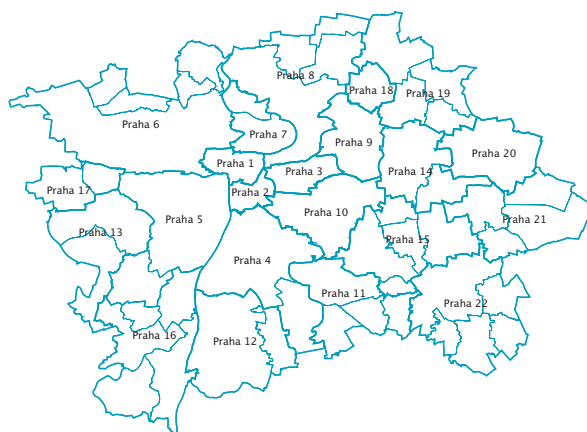 Praha 8
Praha 18
Praha 19
Praha 6
Praha 7
Praha 9
Praha 20
Praha 1
Praha 3
Praha 14
Praha 17
Praha 2
Praha 10
Praha 5
Praha 21
Praha 13
Praha 15
Praha 4
Praha 11
Praha 22
Praha 16
Praha 12